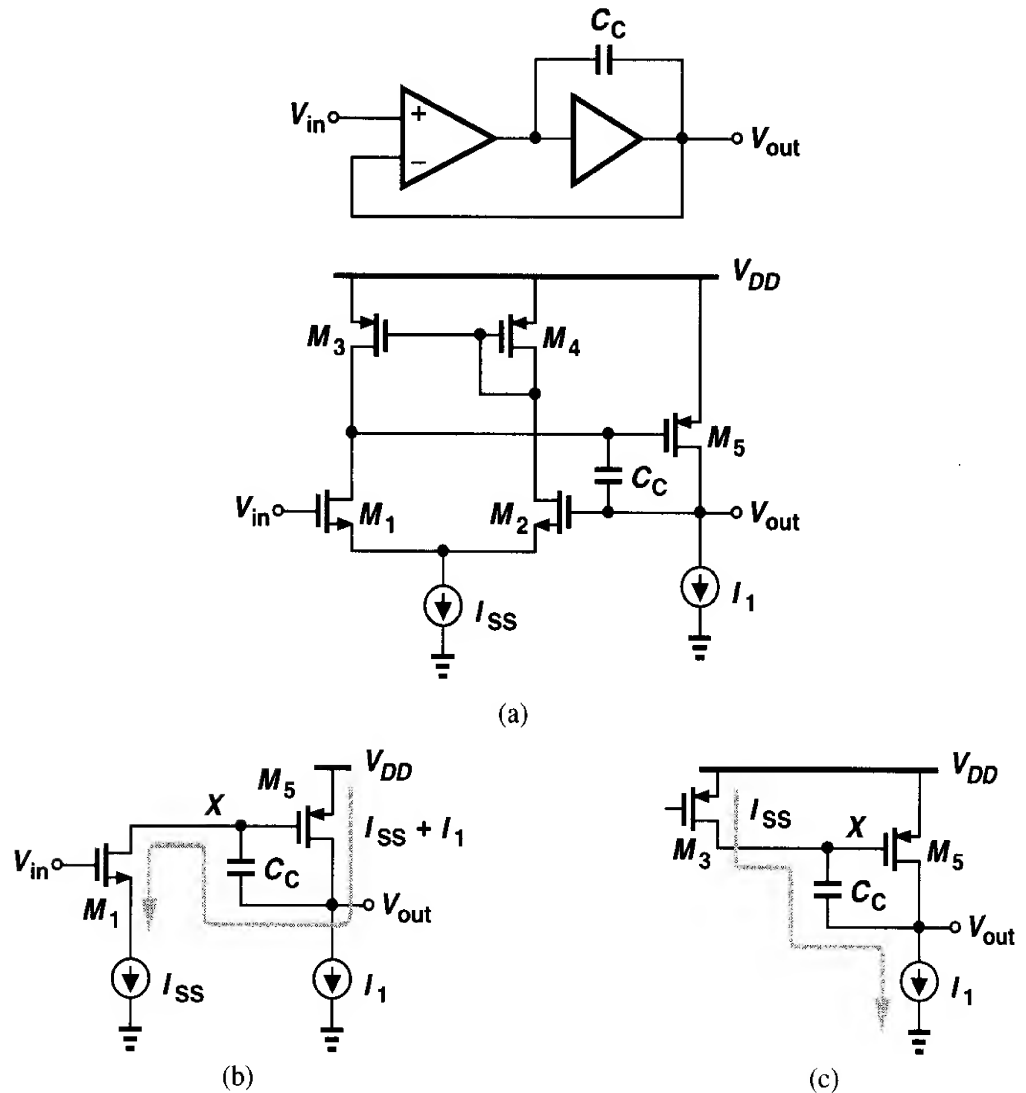 C_C
V_in
+
−
V_out
V_DD
M_3
M_4
M_5
C_C
V_in
M_1
M_2
V_out
I_SS
I_1
(a)
V_DD
M_5
X
I_SS + I_1
V_in
C_C
M_1
V_out
I_SS
I_1
(b)
V_DD
I_SS
X
M_3
M_5
C_C
V_out
I_1
(c)